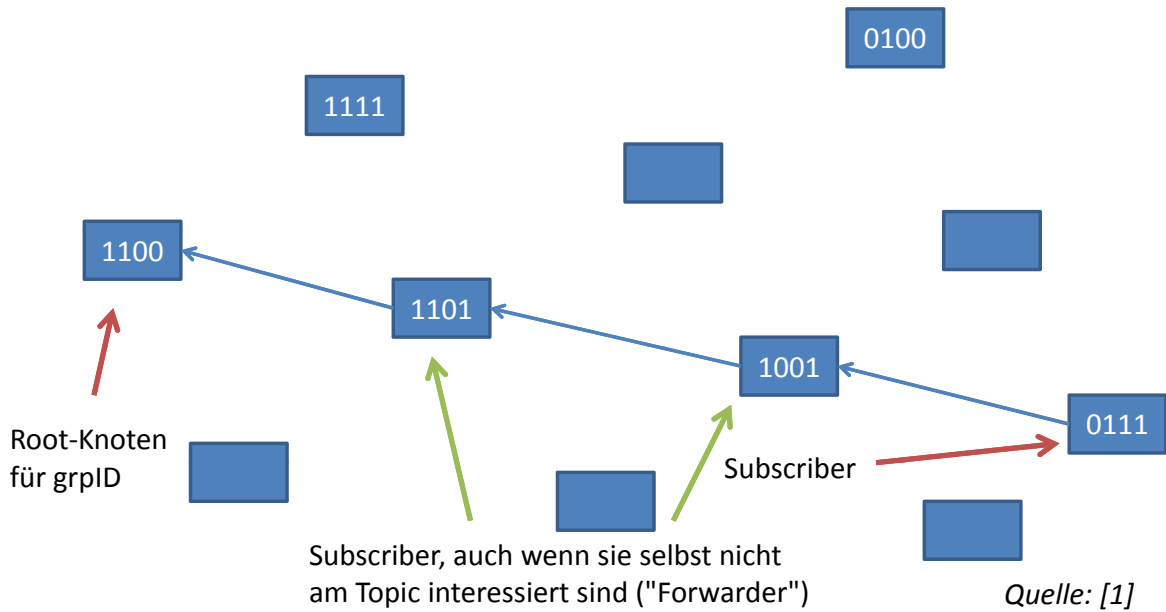 0100
1111
1100
1101
1001
0111
Root-Knoten
für grpID
Subscriber
Subscriber, auch wenn sie selbst nicht
am Topic interessiert sind ("Forwarder")
Quelle: [1]